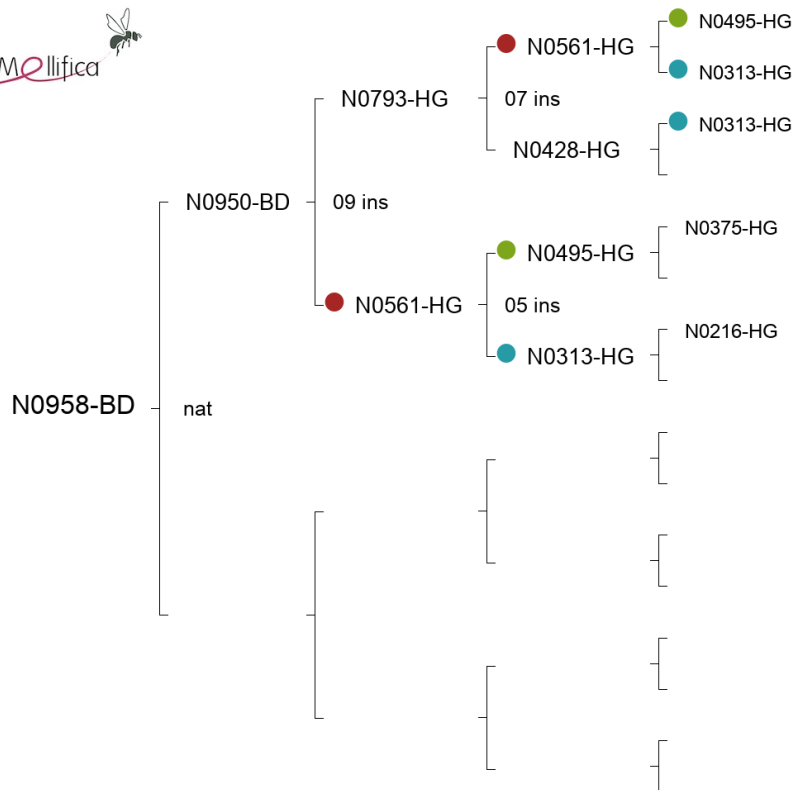 Mellifica
N0495-HG
N0561-HG
N0313-HG
N0793-HG
07 ins
N0313-HG
N0428-HG
N0950-BD
09 ins
N0375-HG
N0495-HG
N0561-HG
05 ins
N0216-HG
N0313-HG
N0958-BD
nat